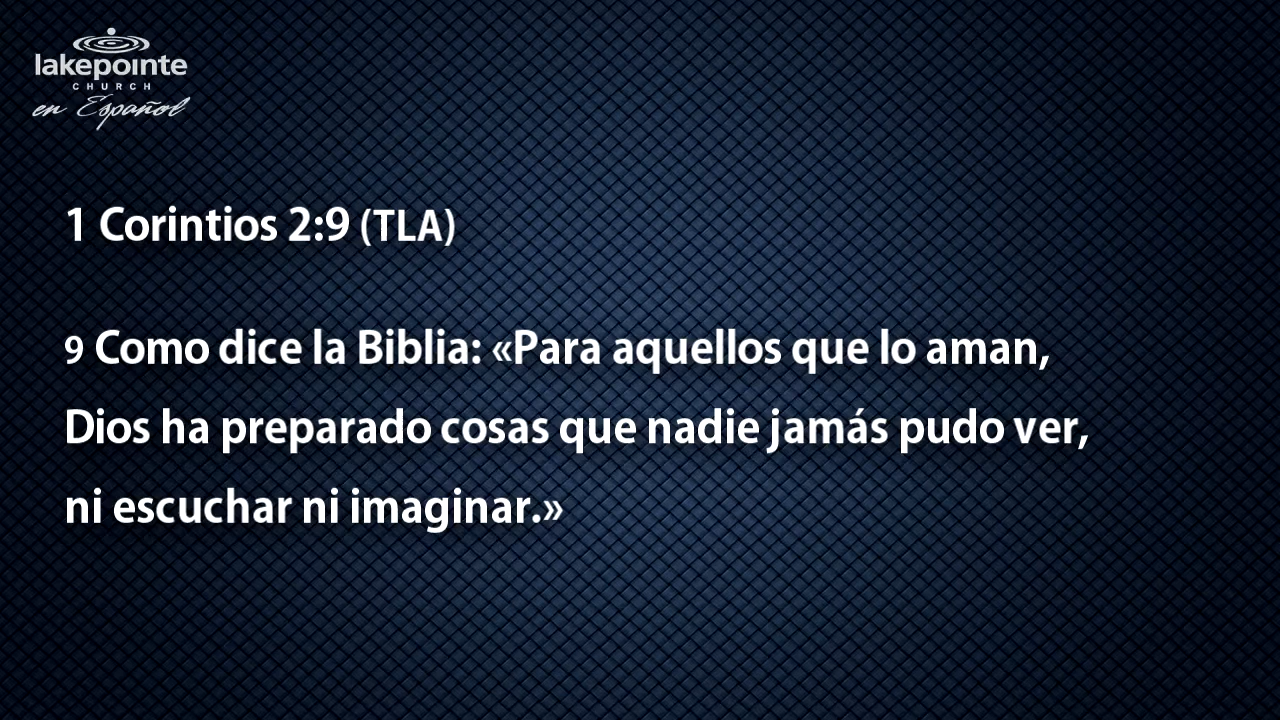 lakepointe
CHURCH
en Español
1 Corintios 2:9 (TLA)
9 Como dice la Biblia: «Para aquellos que lo aman,
Dios ha preparado cosas que nadie jamás pudo ver,
ni escuchar ni imaginar.»